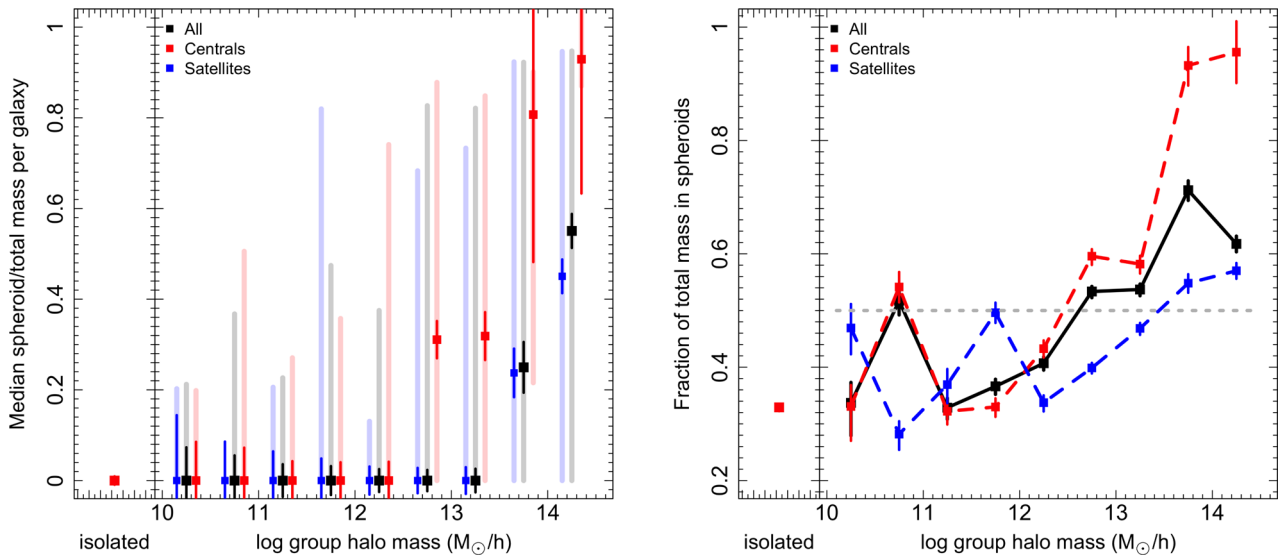 Median spheroid/total mass per galaxy
0 0.2 0.4 0.6 0.8 1
All
Centrals
Satellites
10 11 12 13 14
isolated
log group halo mass (M☉/h)
Fraction of total mass in spheroids
0.2 0.4 0.6 0.8 1
All
Centrals
Satellites
10 11 12 13 14
isolated
log group halo mass (M☉/h)